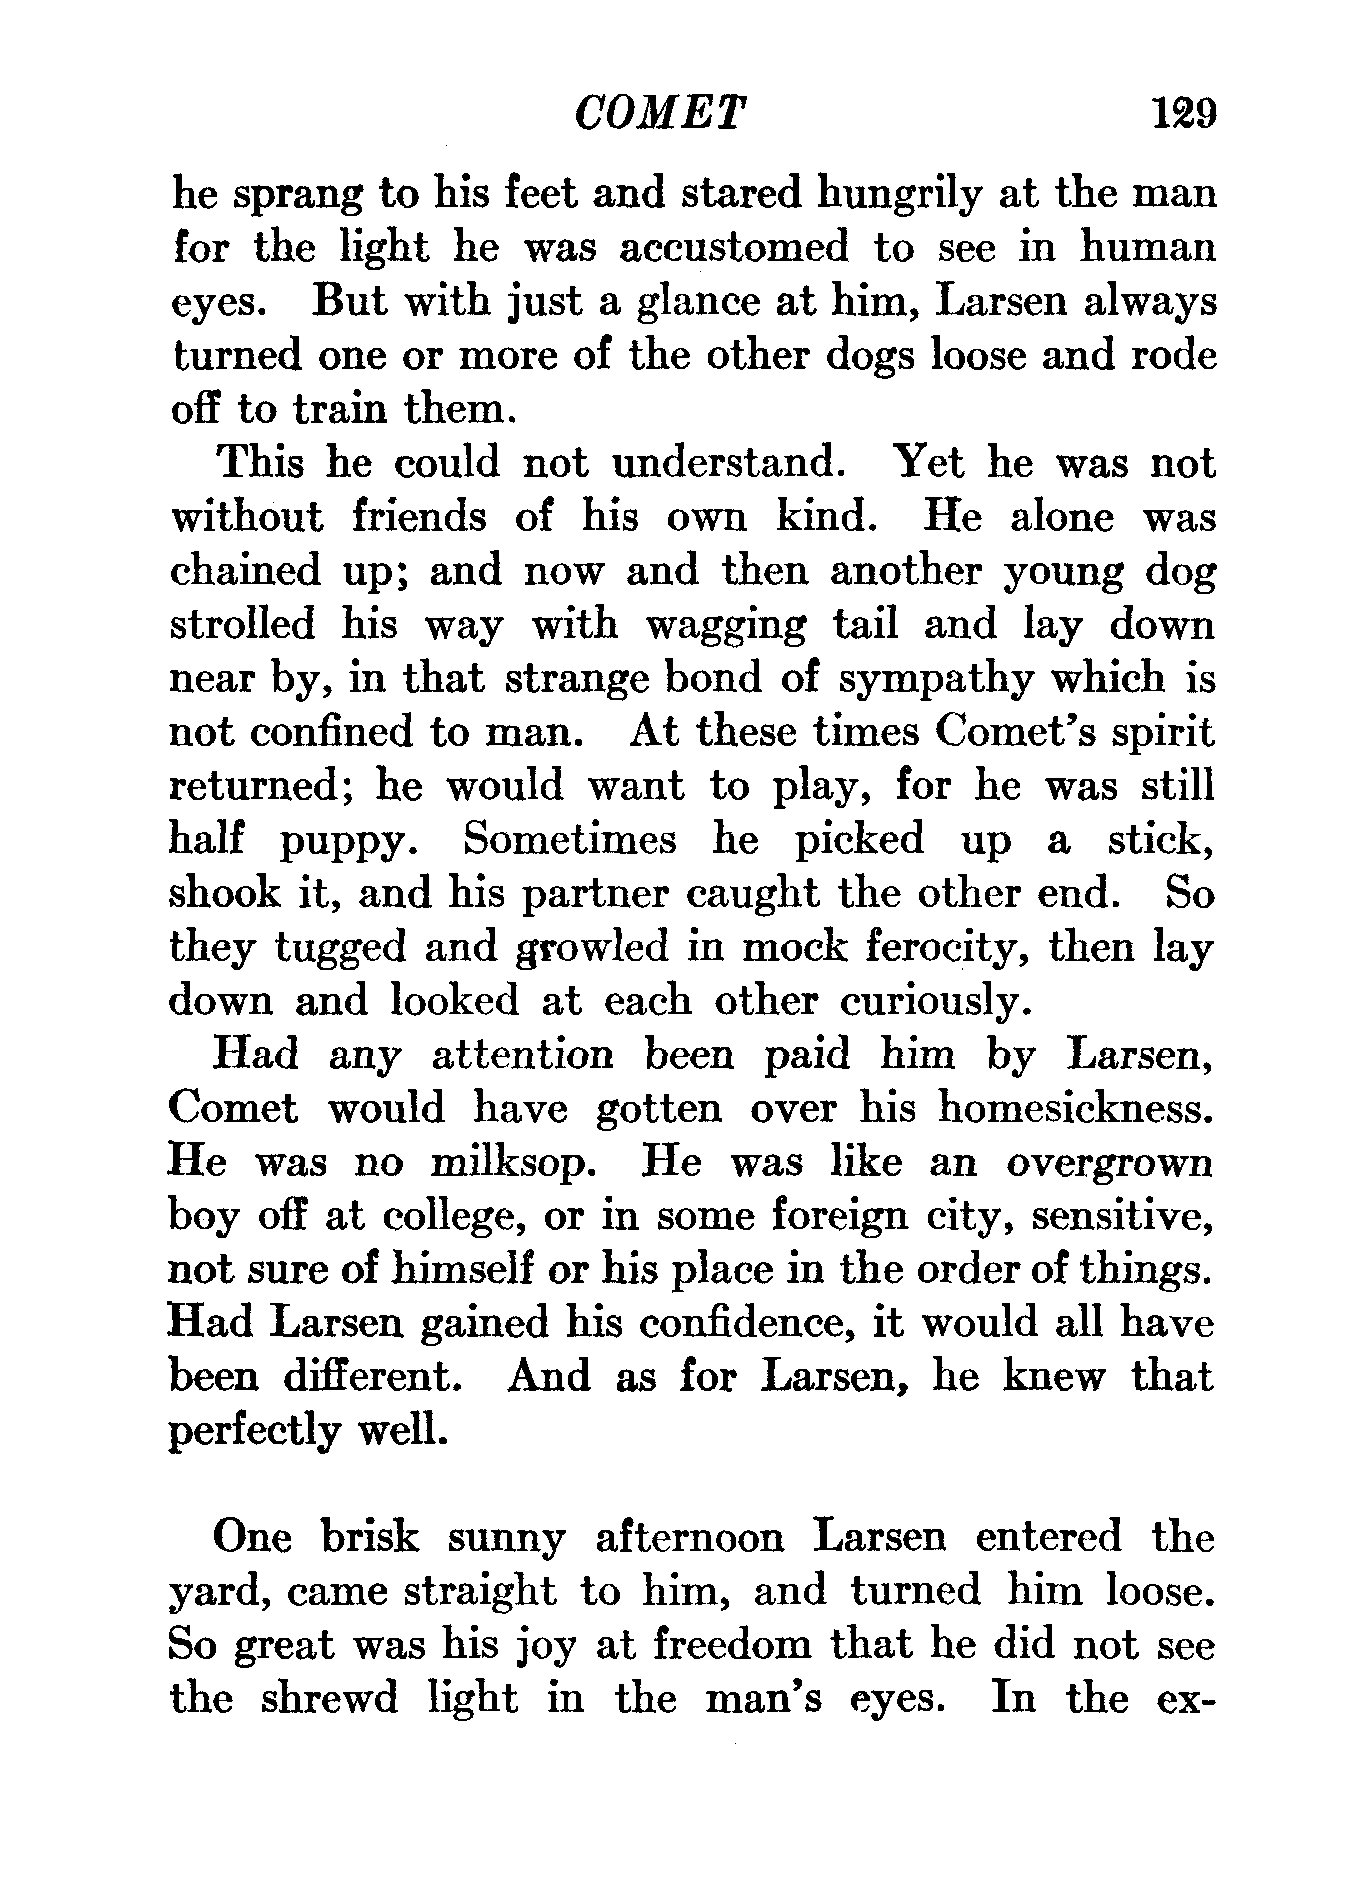 COMET 129
he sprang to his feet and stared hungrily at the man
for the light he was accustomed to see in human
eyes. But with just a glance at him, Larsen always
turned one or more of the other dogs loose and rode
off to train them.
This he could not understand. Yet he was not
without friends of his own kind. He alone was
chained up; and now and then another young dog
strolled his way with wagging tail and lay down
near by, in that strange bond of sympathy which is
not confined to man. At these times Comet's spirit
returned; he would want to play, for he was still
half puppy. Sometimes he picked up a stick,
shook it, and his partner caught the other end. So
they tugged and growled in mock ferocity, then lay
down and looked at each other curiously.
Had any attention been paid him by Larsen,
Comet would have gotten over his homesickness.
He was no milksop. He was like an overgrown
boy off at college, or in some foreign city, sensitive,
not sure of himself or his place in the order of things.
Had Larsen gained his confidence, it would all have
been different. And as for Larsen, he knew that
perfectly well.
One brisk sunny afternoon Larsen entered the
yard, came straight to him, and turned him loose.
So great was his joy at freedom that he did not see
the shrewd light in the man's eyes. In the ex-